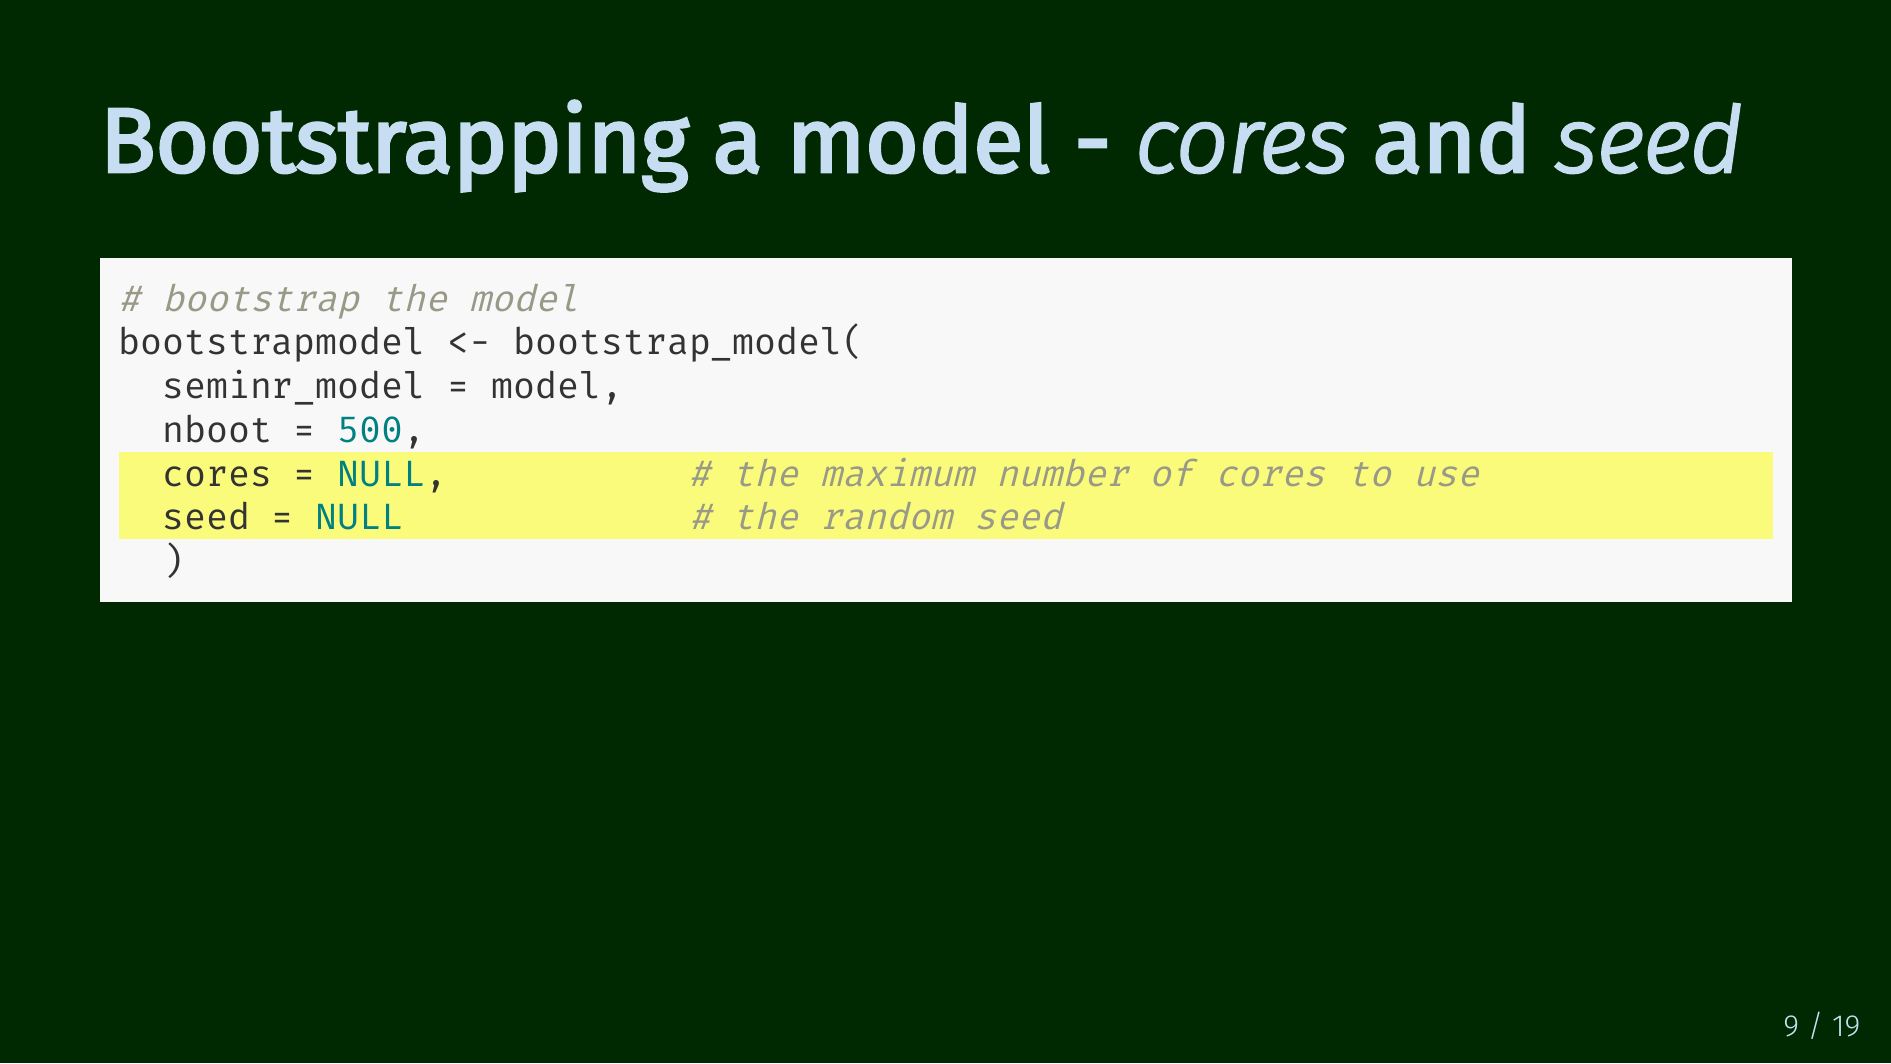 Bootstrapping a model - cores and seed
# bootstrap the model
bootstrapmodel <- bootstrap_model(
  seminr_model = model,
  nboot = 500,
  cores = NULL,           # the maximum number of cores to use
  seed = NULL             # the random seed
  )
9 / 19